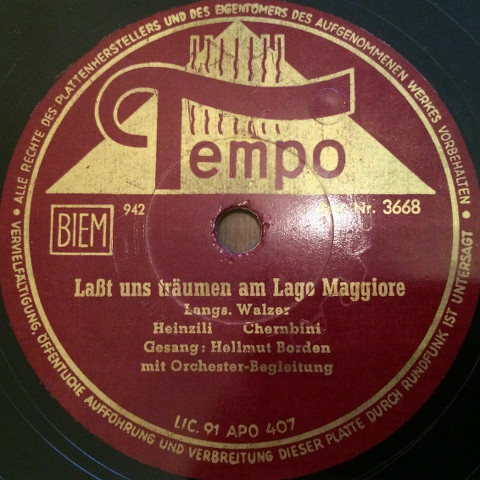 ALLE RECHTE DES PLATTENHERSTELLERS UND DES EIGENTÜMERS DES AUFGENOMMENEN WERKES VORBEHALTEN •
VERVIELFÄLTIGUNG, ÖFFENTLICHE AUFFÜHRUNG UND VERBREITUNG DIESER PLATTE DURCH RUNDFUNK IST UNTERSAGT •
Tempo
BIEM 942 Nr. 3668
Laßt uns träumen am Lago Maggiore
Langs. Walzer
Heinzili Cherubini
Gesang: Hellmut Borden
mit Orchester-Begleitung
LIC. 91 APO 407